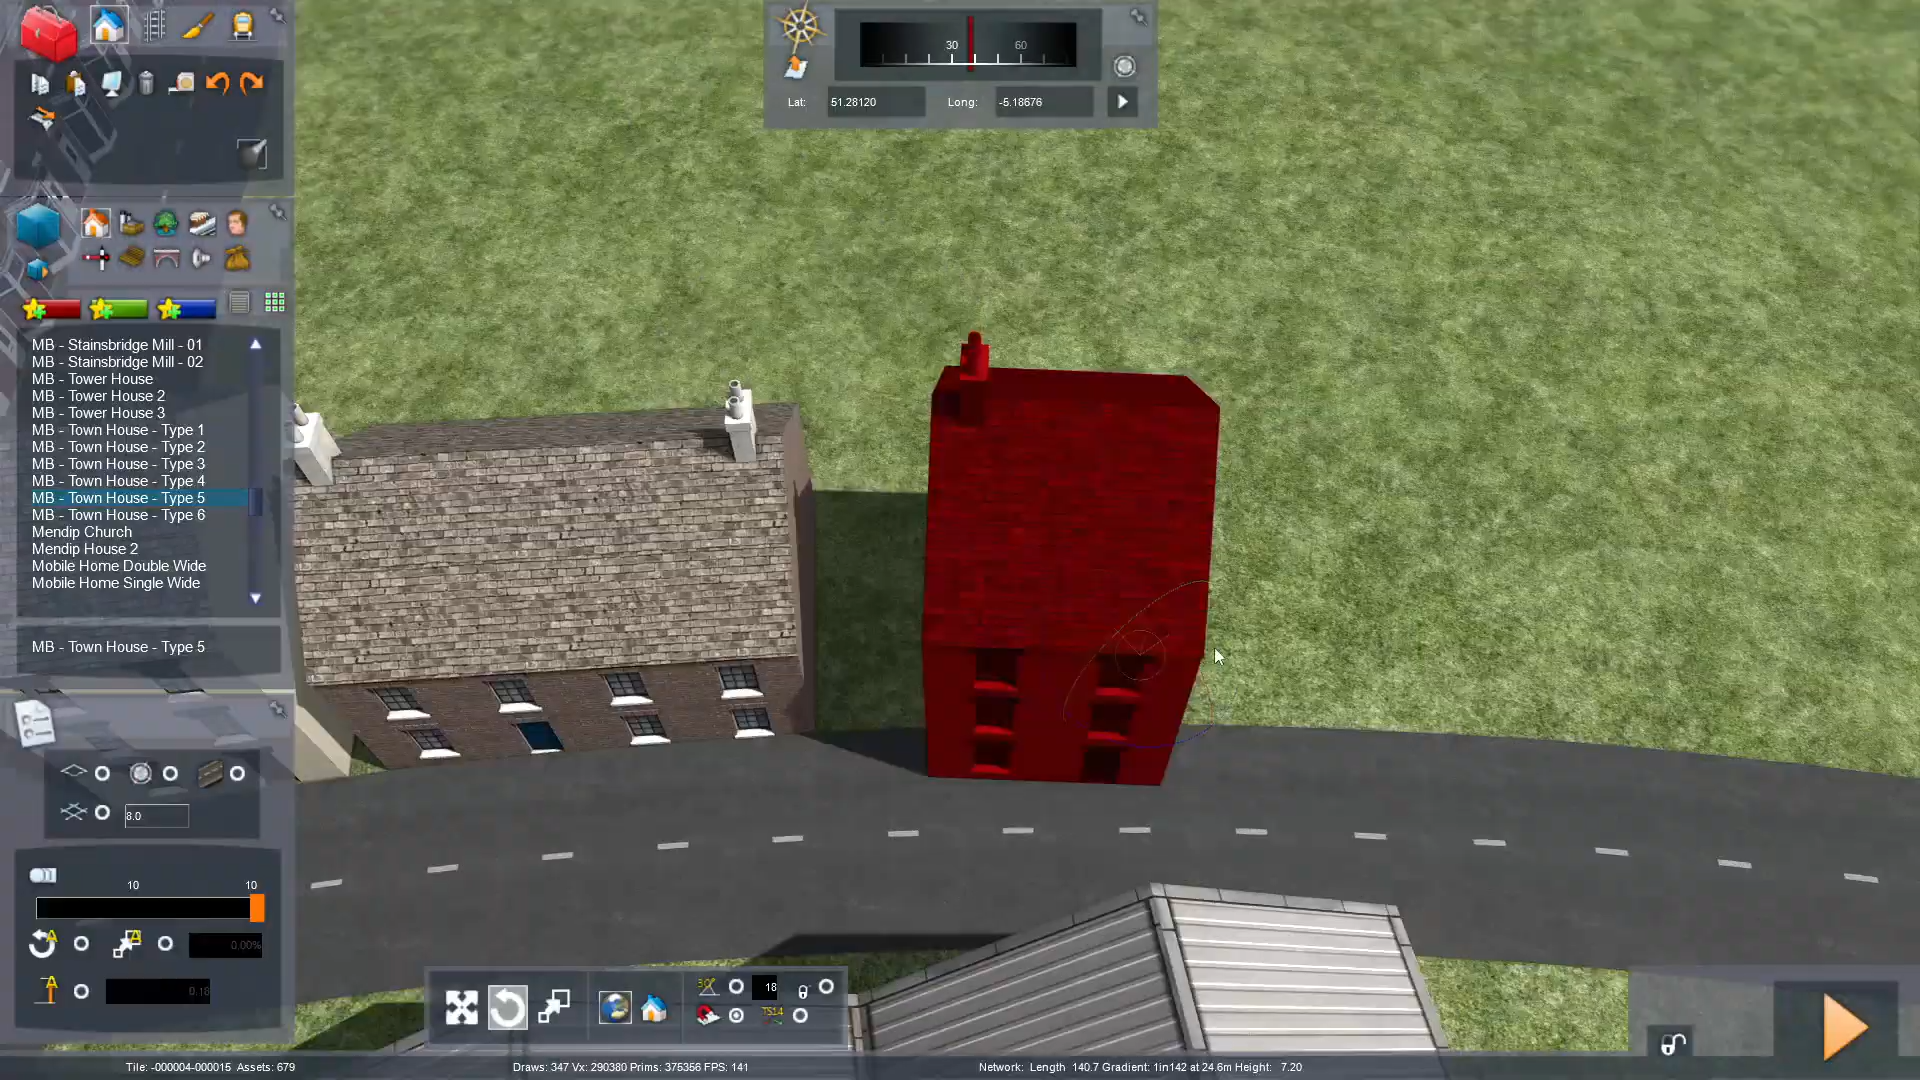 30 60
Lat: 51.28120 Long: -5.18676
MB - Stainsbridge Mill - 01
MB - Stainsbridge Mill - 02
MB - Tower House
MB - Tower House 2
MB - Tower House 3
MB - Town House - Type 1
MB - Town House - Type 2
MB - Town House - Type 3
MB - Town House - Type 4
MB - Town House - Type 5
MB - Town House - Type 6
Mendip Church
Mendip House 2
Mobile Home Double Wide
Mobile Home Single Wide
MB - Town House - Type 5
8.0
10 10
0.00%
0.18
30° 18
TS14
Tile: -000004-000015 Assets: 679
Draws: 347 Vx: 290380 Prims: 375356 FPS: 141
Network: Length 140.7 Gradient: 1in142 at 24.6m Height: 7.20